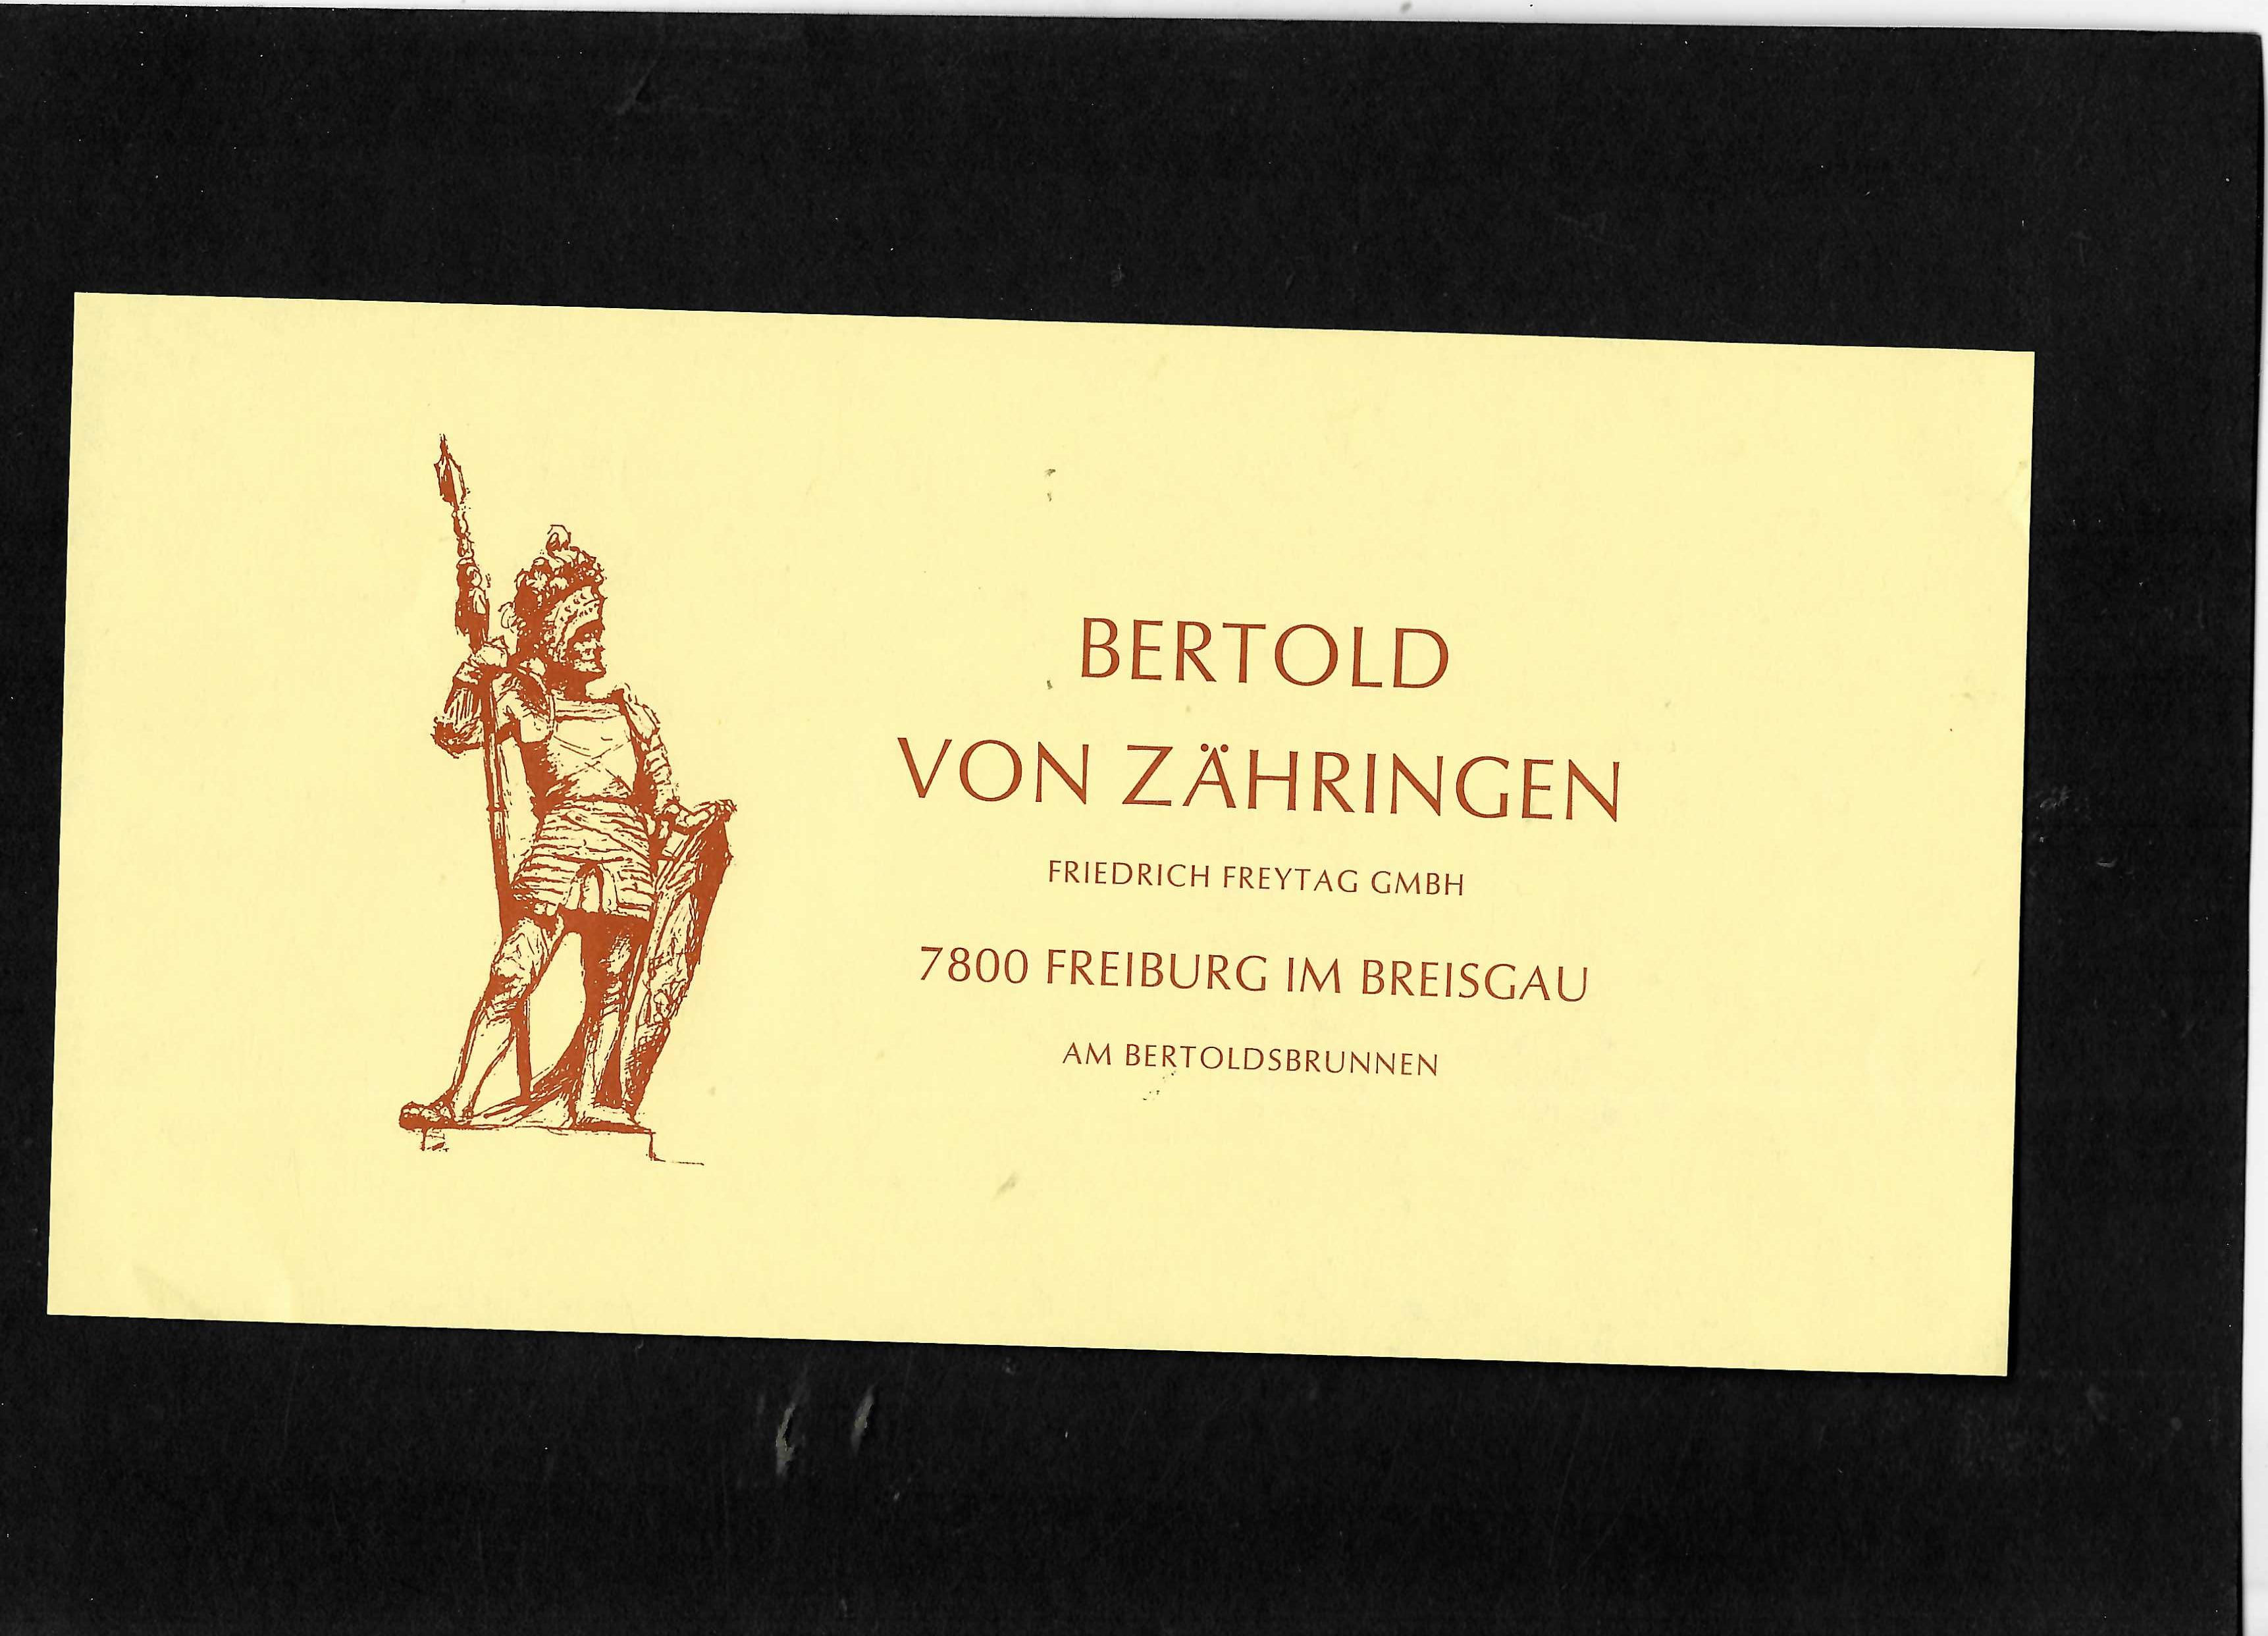 BERTOLD
VON ZÄHRINGEN
FRIEDRICH FREYTAG GMBH
7800 FREIBURG IM BREISGAU
AM BERTOLDSBRUNNEN